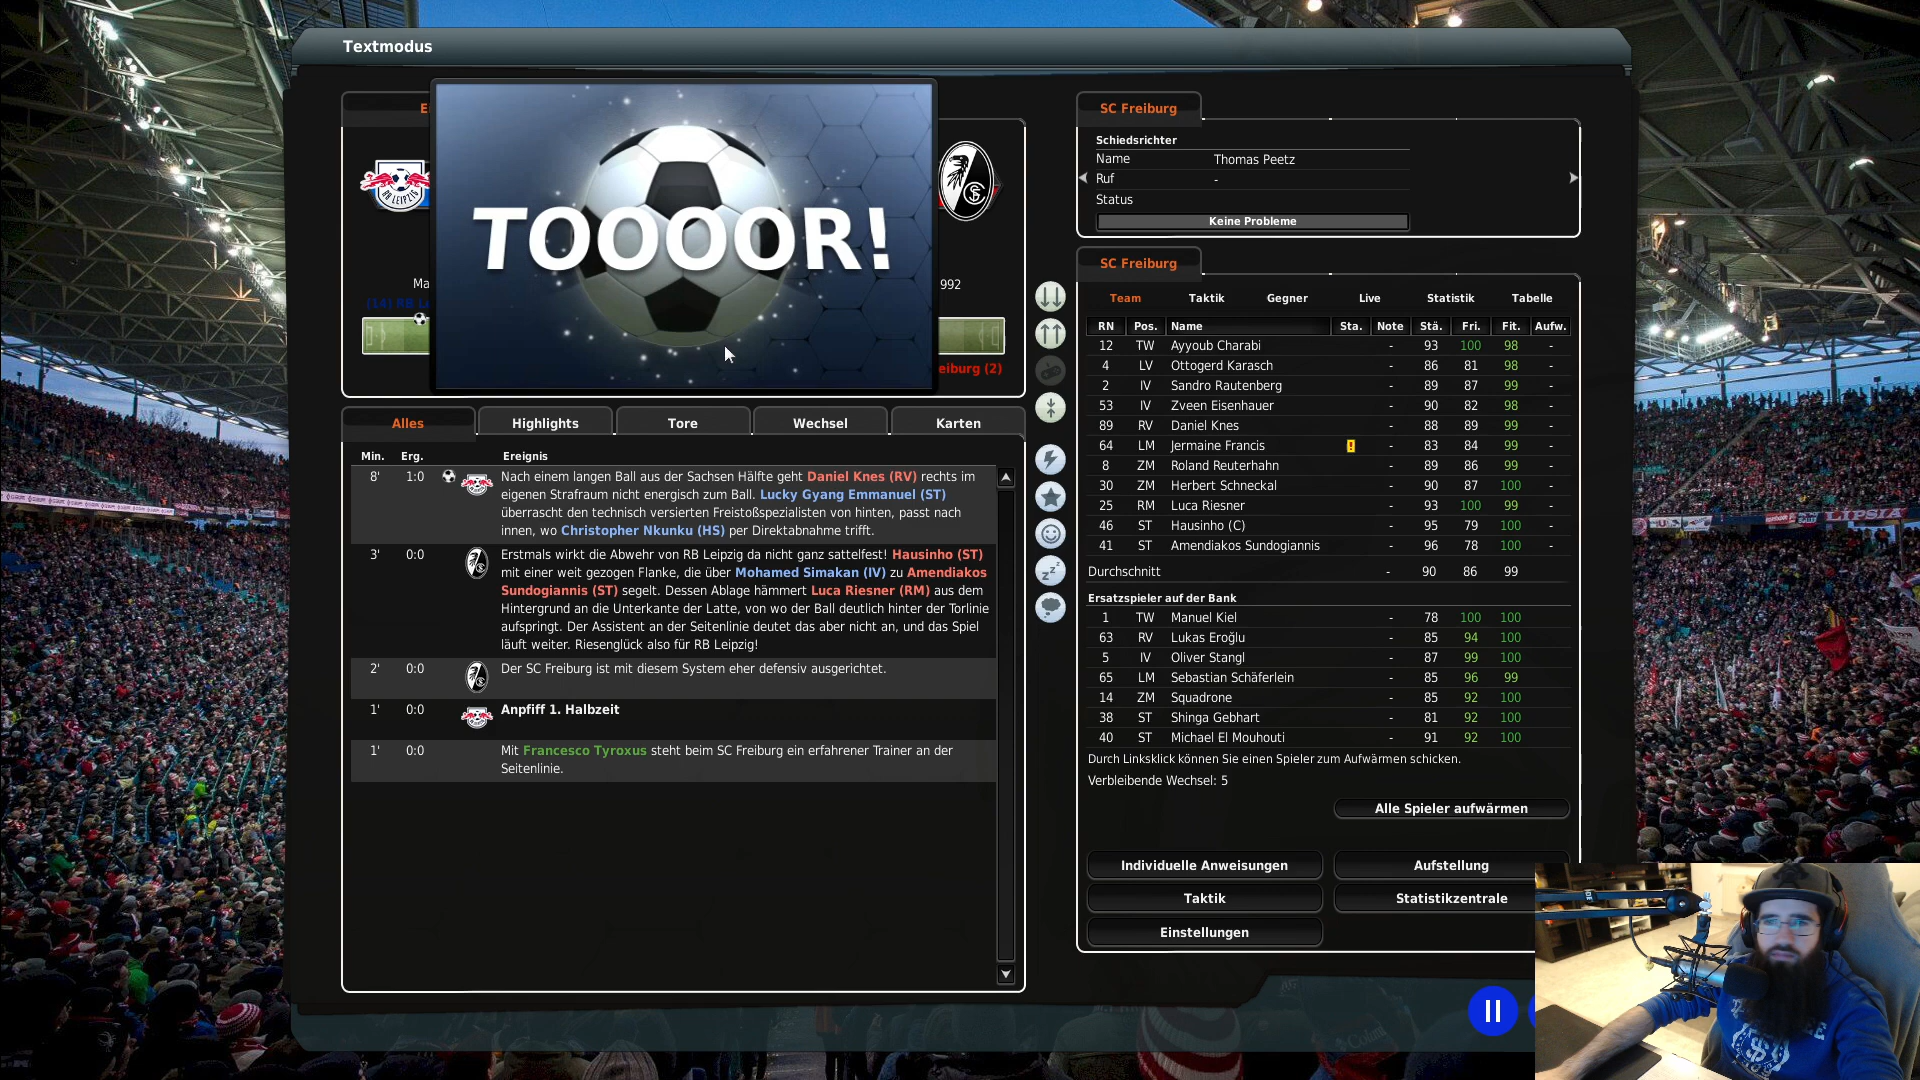 Textmodus
TOOOOR!
Ma
992
(14) RB L
eiburg (2)
Alles
Highlights
Tore
Wechsel
Karten
Min.
Erg.
Ereignis
8'
1:0
Nach einem langen Ball aus der Sachsen Hälfte geht Daniel Knes (RV) rechts im
eigenen Strafraum nicht energisch zum Ball. Lucky Gyang Emmanuel (ST)
überrascht den technisch versierten Freistoßspezialisten von hinten, passt nach
innen, wo Christopher Nkunku (HS) per Direktabnahme trifft.
3'
0:0
Erstmals wirkt die Abwehr von RB Leipzig da nicht ganz sattelfest! Hausinho (ST)
mit einer weit gezogen Flanke, die über Mohamed Simakan (IV) zu Amendiakos
Sundogiannis (ST) segelt. Dessen Ablage hämmert Luca Riesner (RM) aus dem
Hintergrund an die Unterkante der Latte, von wo der Ball deutlich hinter der Torlinie
aufspringt. Der Assistent an der Seitenlinie deutet das aber nicht an, und das Spiel
läuft weiter. Riesenglück also für RB Leipzig!
2'
0:0
Der SC Freiburg ist mit diesem System eher defensiv ausgerichtet.
1'
0:0
Anpfiff 1. Halbzeit
1'
0:0
Mit Francesco Tyroxus steht beim SC Freiburg ein erfahrener Trainer an der
Seitenlinie.
SC Freiburg
Schiedsrichter
Name Thomas Peetz
Ruf -
Status
Keine Probleme
SC Freiburg
Team Taktik Gegner Live Statistik Tabelle
RN Pos. Name Sta. Note Stä. Fri. Fit. Aufw.
12 TW Ayyoub Charabi - 93 100 98 -
4 LV Ottogerd Karasch - 86 81 98 -
2 IV Sandro Rautenberg - 89 87 99 -
53 IV Zveen Eisenhauer - 90 82 98 -
89 RV Daniel Knes - 88 89 99 -
64 LM Jermaine Francis ! - 83 84 99 -
8 ZM Roland Reuterhahn - 89 86 99 -
30 ZM Herbert Schneckal - 90 87 100 -
25 RM Luca Riesner - 93 100 99 -
46 ST Hausinho (C) - 95 79 100 -
41 ST Amendiakos Sundogiannis - 96 78 100 -
Durchschnitt - 90 86 99
Ersatzspieler auf der Bank
1 TW Manuel Kiel - 78 100 100
63 RV Lukas Eroğlu - 85 94 100
5 IV Oliver Stangl - 87 99 100
65 LM Sebastian Schäferlein - 85 96 99
14 ZM Squadrone - 85 92 100
38 ST Shinga Gebhart - 81 92 100
40 ST Michael El Mouhouti - 91 92 100
Durch Linksklick können Sie einen Spieler zum Aufwärmen schicken.
Verbleibende Wechsel: 5
Alle Spieler aufwärmen
Individuelle Anweisungen
Aufstellung
Taktik
Statistikzentrale
Einstellungen